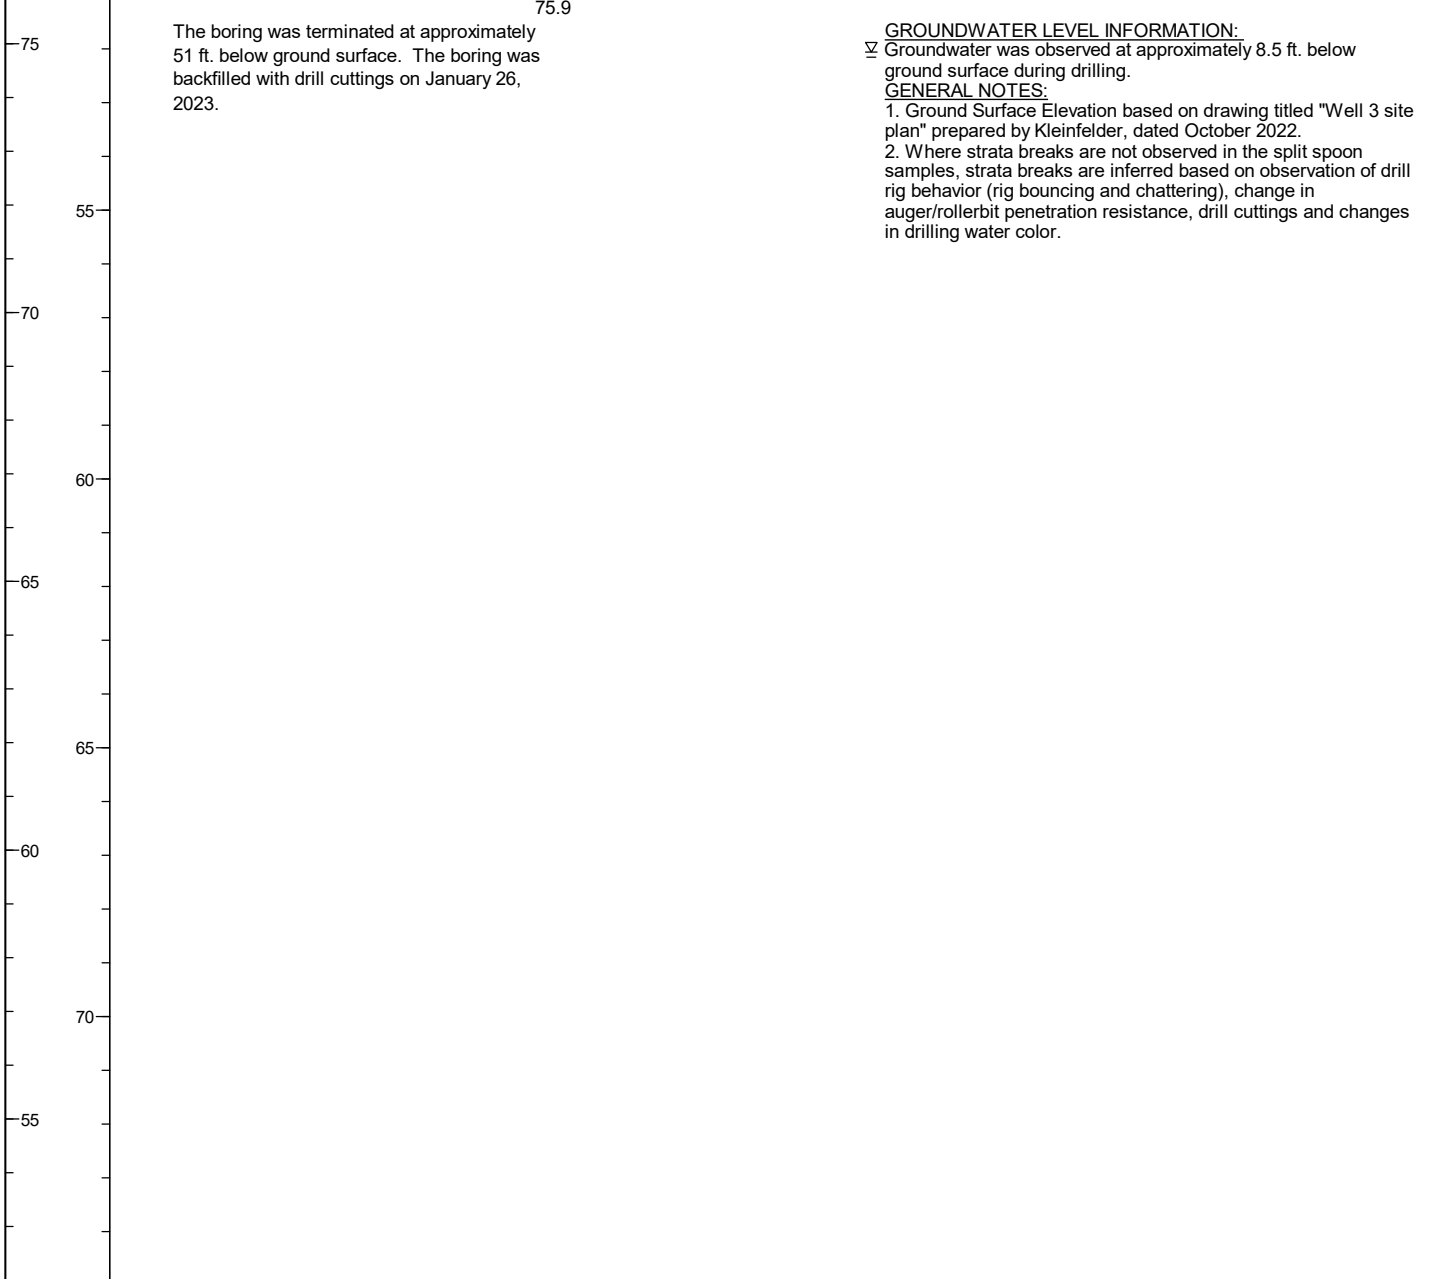 75.9
The boring was terminated at approximately
51 ft. below ground surface.  The boring was
backfilled with drill cuttings on January 26,
2023.
GROUNDWATER LEVEL INFORMATION:
Groundwater was observed at approximately 8.5 ft. below
ground surface during drilling.
GENERAL NOTES:
1. Ground Surface Elevation based on drawing titled "Well 3 site
plan" prepared by Kleinfelder, dated October 2022.
2. Where strata breaks are not observed in the split spoon
samples, strata breaks are inferred based on observation of drill
rig behavior (rig bouncing and chattering), change in
auger/rollerbit penetration resistance, drill cuttings and changes
in drilling water color.
75
55
70
60
65
65
60
70
55